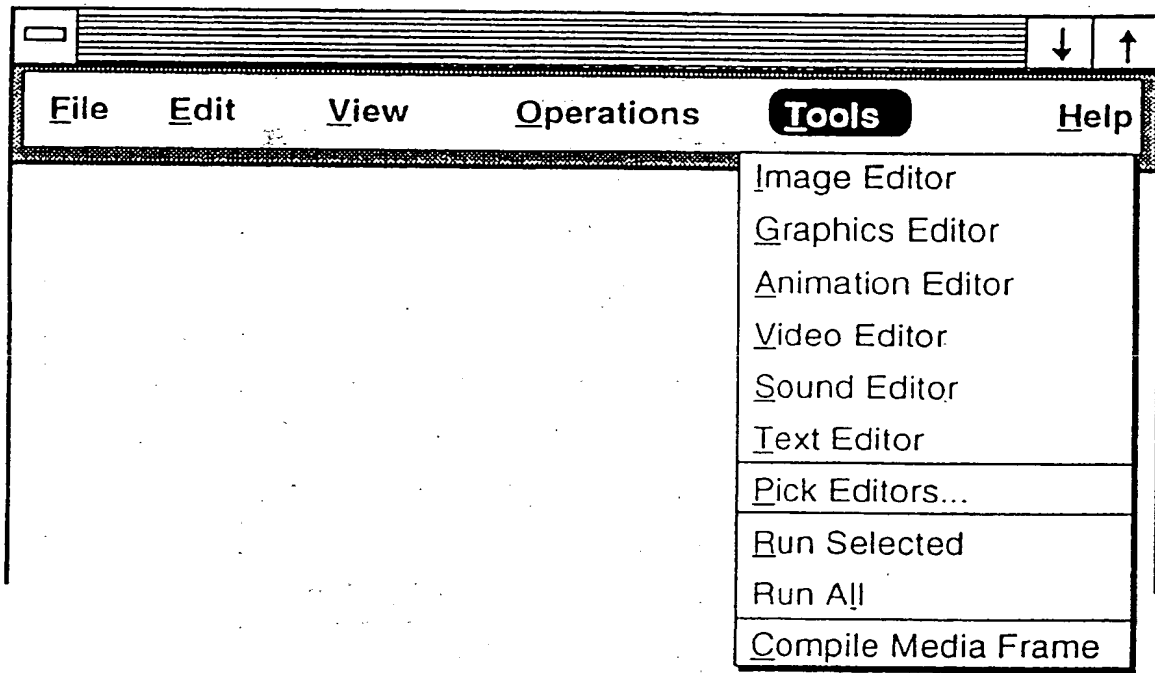 File Edit View Operations Tools Help
Image Editor
Graphics Editor
Animation Editor
Video Editor
Sound Editor
Text Editor
Pick Editors...
Run Selected
Run All
Compile Media Frame